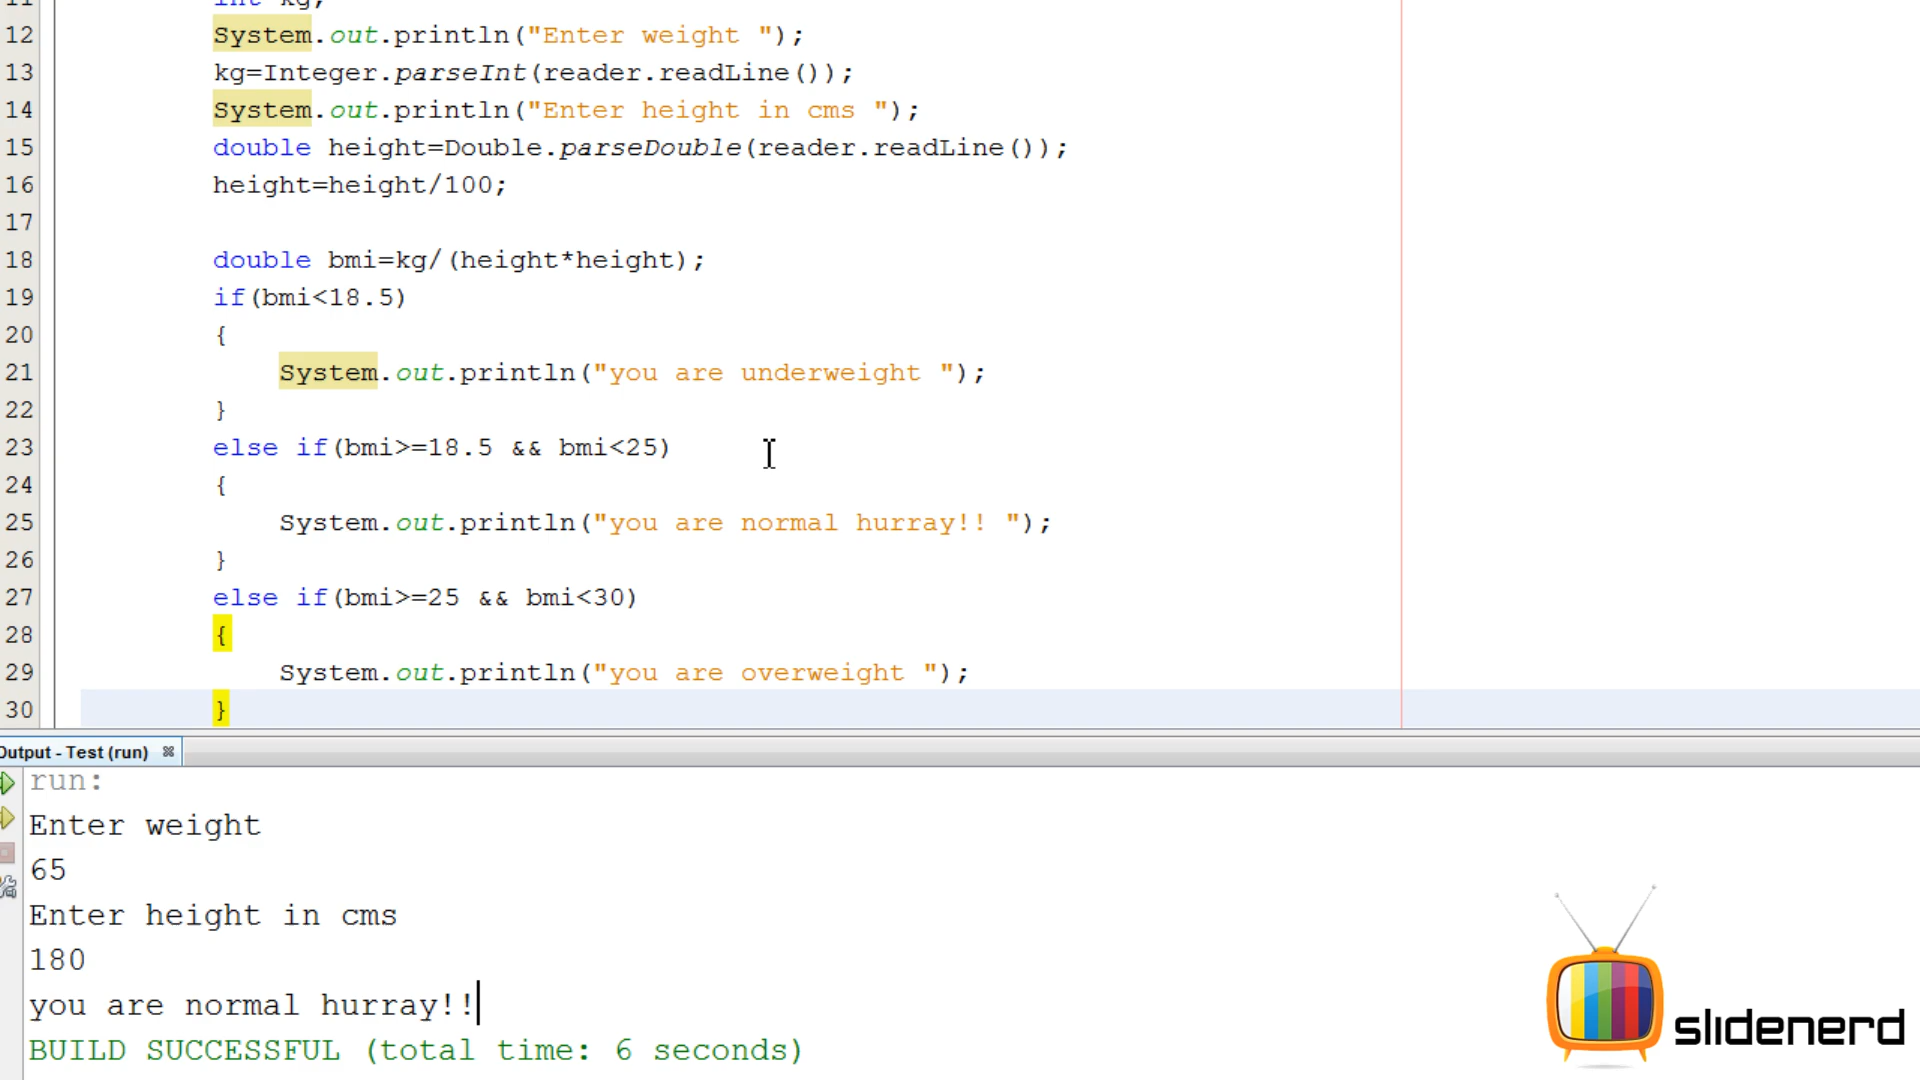 11 int kg;
12 System.out.println("Enter weight ");
13 kg=Integer.parseInt(reader.readLine());
14 System.out.println("Enter height in cms ");
15 double height=Double.parseDouble(reader.readLine());
16 height=height/100;
17
18 double bmi=kg/(height*height);
19 if(bmi<18.5)
20 {
21 System.out.println("you are underweight ");
22 }
23 else if(bmi>=18.5 && bmi<25)
24 {
25 System.out.println("you are normal hurray!! ");
26 }
27 else if(bmi>=25 && bmi<30)
28 {
29 System.out.println("you are overweight ");
30 }
Output - Test (run)
run:
Enter weight
65
Enter height in cms
180
you are normal hurray!!
BUILD SUCCESSFUL (total time: 6 seconds)
slidenerd